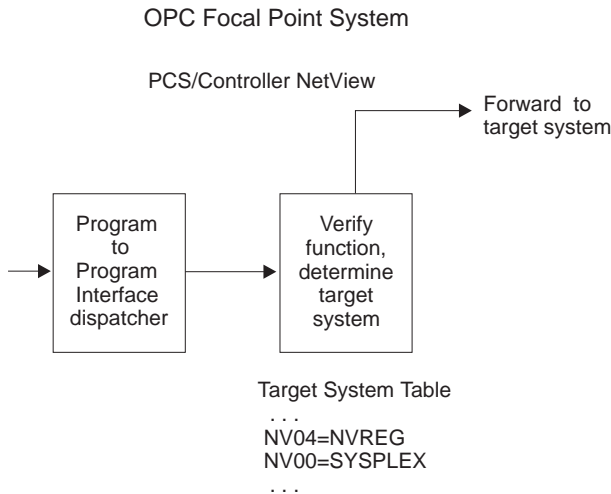 OPC Focal Point System
PCS/Controller NetView
Forward to
target system
Program
to
Program
Interface
dispatcher
Verify
function,
determine
target
system
Target System Table
. . .
NV04=NVREG
NV00=SYSPLEX
. . .